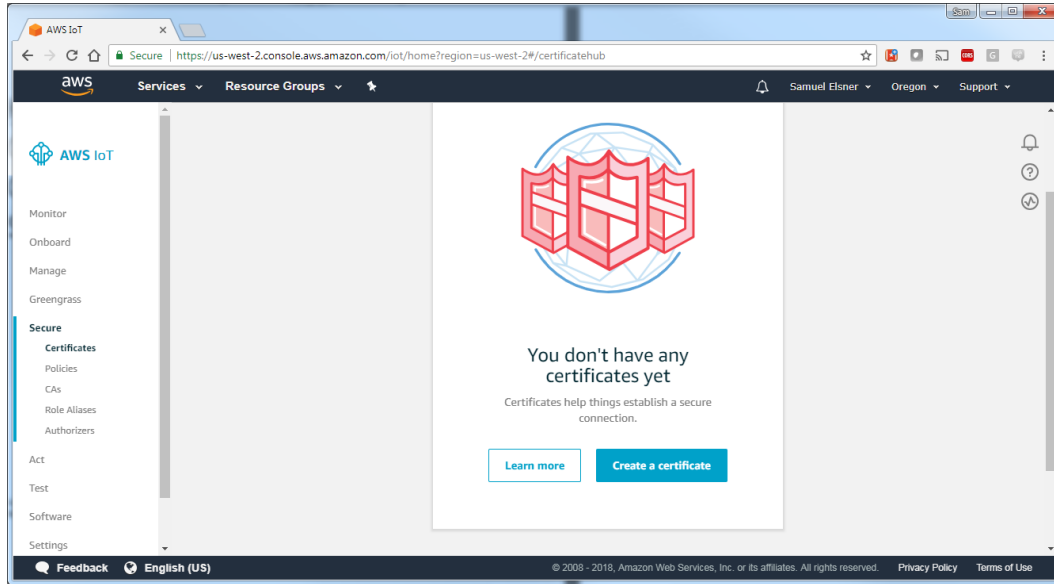 Sam
AWS IoT
Secure | https://us-west-2.console.aws.amazon.com/iot/home?region=us-west-2#/certificatehub
CORS
G
aws
Services
Resource Groups
Samuel Elsner
Oregon
Support
AWS IoT
Monitor
Onboard
Manage
Greengrass
Secure
Certificates
Policies
CAs
Role Aliases
Authorizers
Act
Test
Software
Settings
You don't have any
certificates yet
Certificates help things establish a secure
connection.
Learn more
Create a certificate
Feedback
English (US)
© 2008 - 2018, Amazon Web Services, Inc. or its affiliates. All rights reserved.
Privacy Policy
Terms of Use